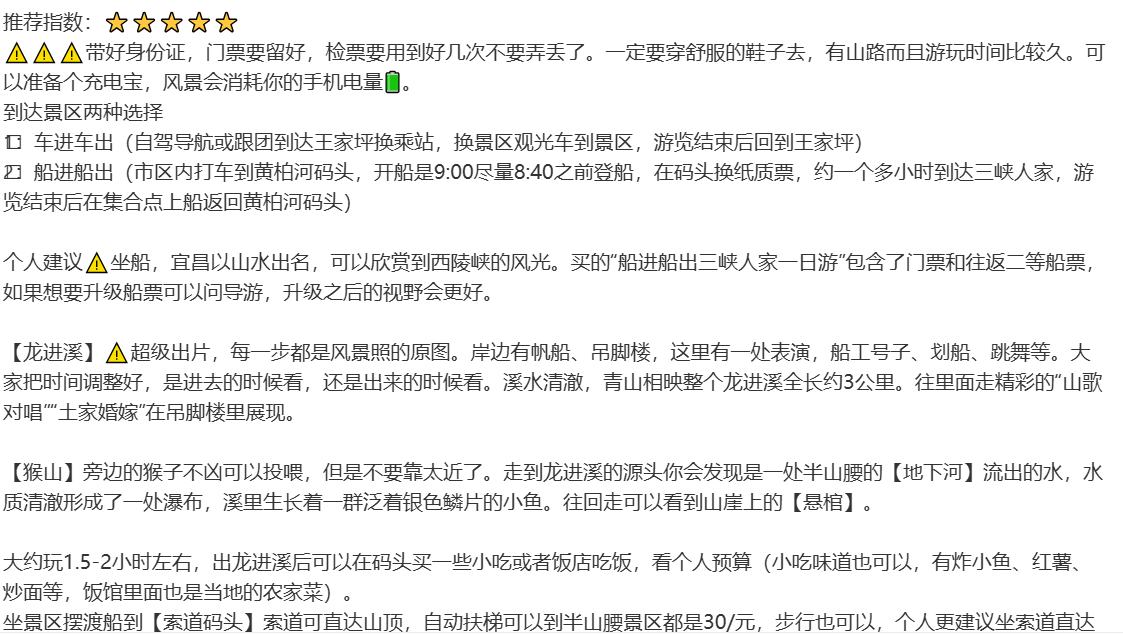 推荐指数：⭐⭐⭐⭐⭐
⚠️⚠️⚠️带好身份证，门票要留好，检票要用到好几次不要弄丢了。一定要穿舒服的鞋子去，有山路而且游玩时间比较久。可
以准备个充电宝，风景会消耗你的手机电量🔋。
到达景区两种选择
1⃣ 车进车出（自驾导航或跟团到达王家坪换乘站，换景区观光车到景区，游览结束后回到王家坪）
2⃣ 船进船出（市区内打车到黄柏河码头，开船是9:00尽量8:40之前登船，在码头换纸质票，约一个多小时到达三峡人家，游
览结束后在集合点上船返回黄柏河码头）
个人建议⚠️坐船，宜昌以山水出名，可以欣赏到西陵峡的风光。买的“船进船出三峡人家一日游”包含了门票和往返二等船票，
如果想要升级船票可以问导游，升级之后的视野会更好。
【龙进溪】⚠️超级出片，每一步都是风景照的原图。岸边有帆船、吊脚楼，这里有一处表演，船工号子、划船、跳舞等。大
家把时间调整好，是进去的时候看，还是出来的时候看。溪水清澈，青山相映整个龙进溪全长约3公里。往里面走精彩的“山歌
对唱”“土家婚嫁”在吊脚楼里展现。
【猴山】旁边的猴子不凶可以投喂，但是不要靠太近了。走到龙进溪的源头你会发现是一处半山腰的【地下河】流出的水，水
质清澈形成了一处瀑布，溪里生长着一群泛着银色鳞片的小鱼。往回走可以看到山崖上的【悬棺】。
大约玩1.5-2小时左右，出龙进溪后可以在码头买一些小吃或者饭店吃饭，看个人预算（小吃味道也可以，有炸小鱼、红薯、
炒面等，饭馆里面也是当地的农家菜）。
坐景区摆渡船到【索道码头】索道可直达山顶，自动扶梯可以到半山腰景区都是30/元，步行也可以，个人更建议坐索道直达